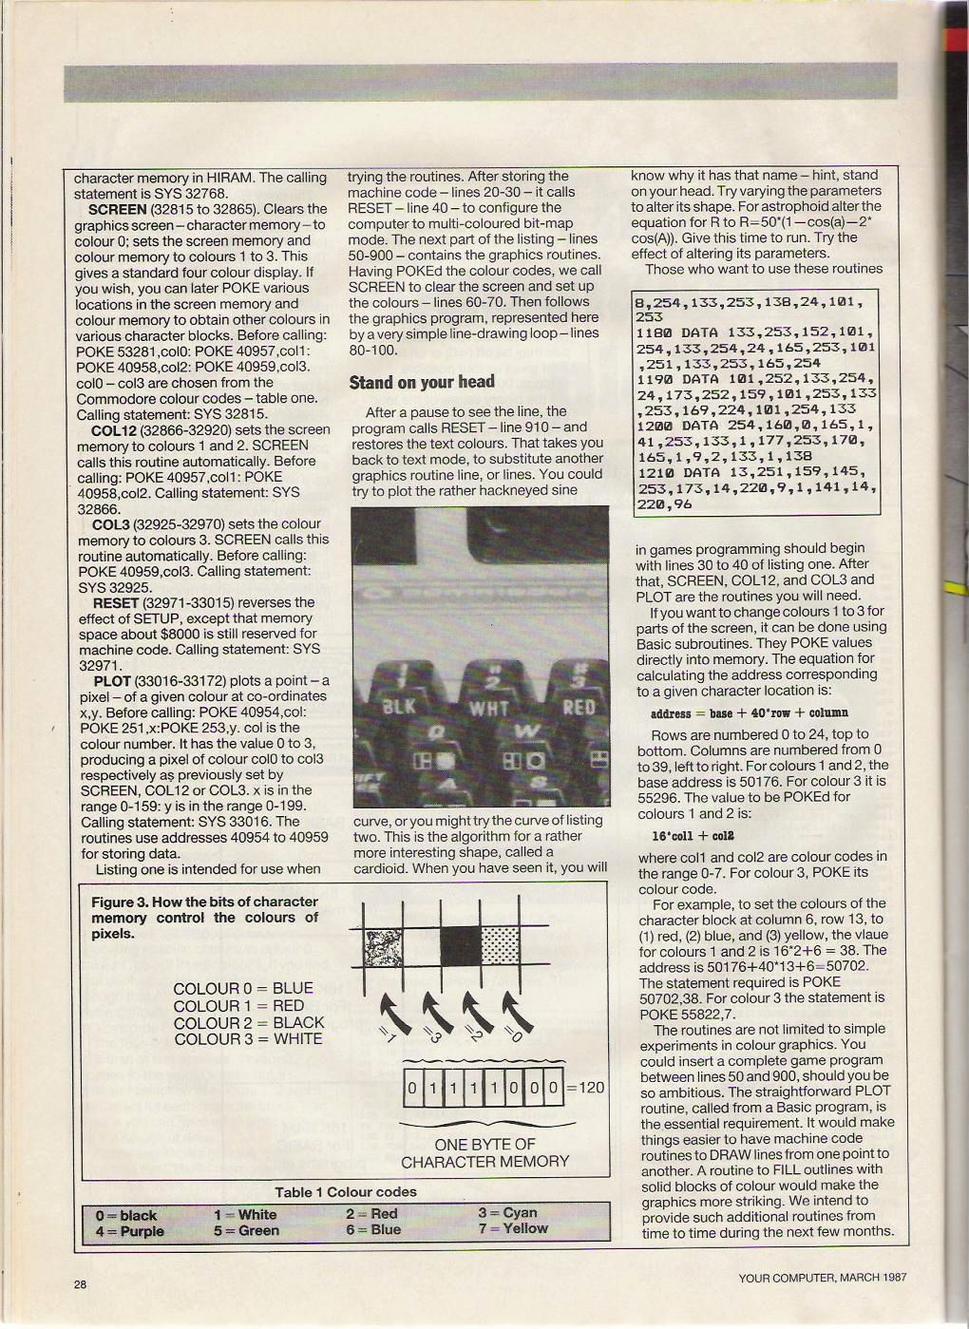 character memory in HIRAM. The calling
statement is SYS 32768.
SCREEN (32815 to 32865). Clears the
graphics screen – character memory – to
colour 0; sets the screen memory and
colour memory to colours 1 to 3. This
gives a standard four colour display. If
you wish, you can later POKE various
locations in the screen memory and
colour memory to obtain other colours in
various character blocks. Before calling:
POKE 53281,col0: POKE 40957,col1:
POKE 40958,col2: POKE 40959,col3.
col0 – col3 are chosen from the
Commodore colour codes – table one.
Calling statement: SYS 32815.
COL12 (32866-32920) sets the screen
memory to colours 1 and 2. SCREEN
calls this routine automatically. Before
calling: POKE 40957,col1: POKE
40958,col2. Calling statement: SYS
32866.
COL3 (32925-32970) sets the colour
memory to colours 3. SCREEN calls this
routine automatically. Before calling:
POKE 40959,col3. Calling statement:
SYS 32925.
RESET (32971-33015) reverses the
effect of SETUP, except that memory
space about $8000 is still reserved for
machine code. Calling statement: SYS
32971.
PLOT (33016-33172) plots a point – a
pixel – of a given colour at co-ordinates
x,y. Before calling: POKE 40954,col:
POKE 251,x:POKE 253,y. col is the
colour number. It has the value 0 to 3,
producing a pixel of colour col0 to col3
respectively as previously set by
SCREEN, COL12 or COL3. x is in the
range 0-159: y is in the range 0-199.
Calling statement: SYS 33016. The
routines use addresses 40954 to 40959
for storing data.
Listing one is intended for use when
trying the routines. After storing the
machine code – lines 20-30 – it calls
RESET – line 40 – to configure the
computer to multi-coloured bit-map
mode. The next part of the listing – lines
50-900 – contains the graphics routines.
Having POKEd the colour codes, we call
SCREEN to clear the screen and set up
the colours – lines 60-70. Then follows
the graphics program, represented here
by a very simple line-drawing loop – lines
80-100.
Stand on your head
After a pause to see the line, the
program calls RESET – line 910 – and
restores the text colours. That takes you
back to text mode, to substitute another
graphics routine line, or lines. You could
try to plot the rather hackneyed sine
! 1 BLK
" 2 WHT
# 3 RED
Q
W
A
S
curve, or you might try the curve of listing
two. This is the algorithm for a rather
more interesting shape, called a
cardioid. When you have seen it, you will
know why it has that name – hint, stand
on your head. Try varying the parameters
to alter its shape. For astrophoid alter the
equation for R to R=50*(1 – cos(a)–2*
cos(A)). Give this time to run. Try the
effect of altering its parameters.
Those who want to use these routines
8,254,133,253,138,24,101,
253
1180 DATA 133,253,152,101,
254,133,254,24,165,253,101
,251,133,253,165,254
1190 DATA 101,252,133,254,
24,173,252,159,101,253,133
,253,169,224,101,254,133
1200 DATA 254,160,0,165,1,
41,253,133,1,177,253,170,
165,1,9,2,133,1,138
1210 DATA 13,251,159,145,
253,173,14,220,9,1,141,14,
220,96
in games programming should begin
with lines 30 to 40 of listing one. After
that, SCREEN, COL12, and COL3 and
PLOT are the routines you will need.
If you want to change colours 1 to 3 for
parts of the screen, it can be done using
Basic subroutines. They POKE values
directly into memory. The equation for
calculating the address corresponding
to a given character location is:
address = base + 40*row + column
Rows are numbered 0 to 24, top to
bottom. Columns are numbered from 0
to 39, left to right. For colours 1 and 2, the
base address is 50176. For colour 3 it is
55296. The value to be POKEd for
colours 1 and 2 is:
16*col1 + col2
where col1 and col2 are colour codes in
the range 0-7. For colour 3, POKE its
colour code.
For example, to set the colours of the
character block at column 6, row 13, to
(1) red, (2) blue, and (3) yellow, the vlaue
for colours 1 and 2 is 16*2+6 = 38. The
address is 50176+40*13+6=50702.
The statement required is POKE
50702,38. For colour 3 the statement is
POKE 55822,7.
The routines are not limited to simple
experiments in colour graphics. You
could insert a complete game program
between lines 50 and 900, should you be
so ambitious. The straightforward PLOT
routine, called from a Basic program, is
the essential requirement. It would make
things easier to have machine code
routines to DRAW lines from one point to
another. A routine to FILL outlines with
solid blocks of colour would make the
graphics more striking. We intend to
provide such additional routines from
time to time during the next few months.
Figure 3. How the bits of character
memory control the colours of
pixels.
COLOUR 0 = BLUE
COLOUR 1 = RED
COLOUR 2 = BLACK
COLOUR 3 = WHITE
=1 =3 =2 =0
0 1 1 1 1 0 0 0 =120
ONE BYTE OF
CHARACTER MEMORY
Table 1 Colour codes
0 = black 1 = White 2 = Red 3 = Cyan
4 = Purple 5 = Green 6 = Blue 7 = Yellow
28
YOUR COMPUTER, MARCH 1987